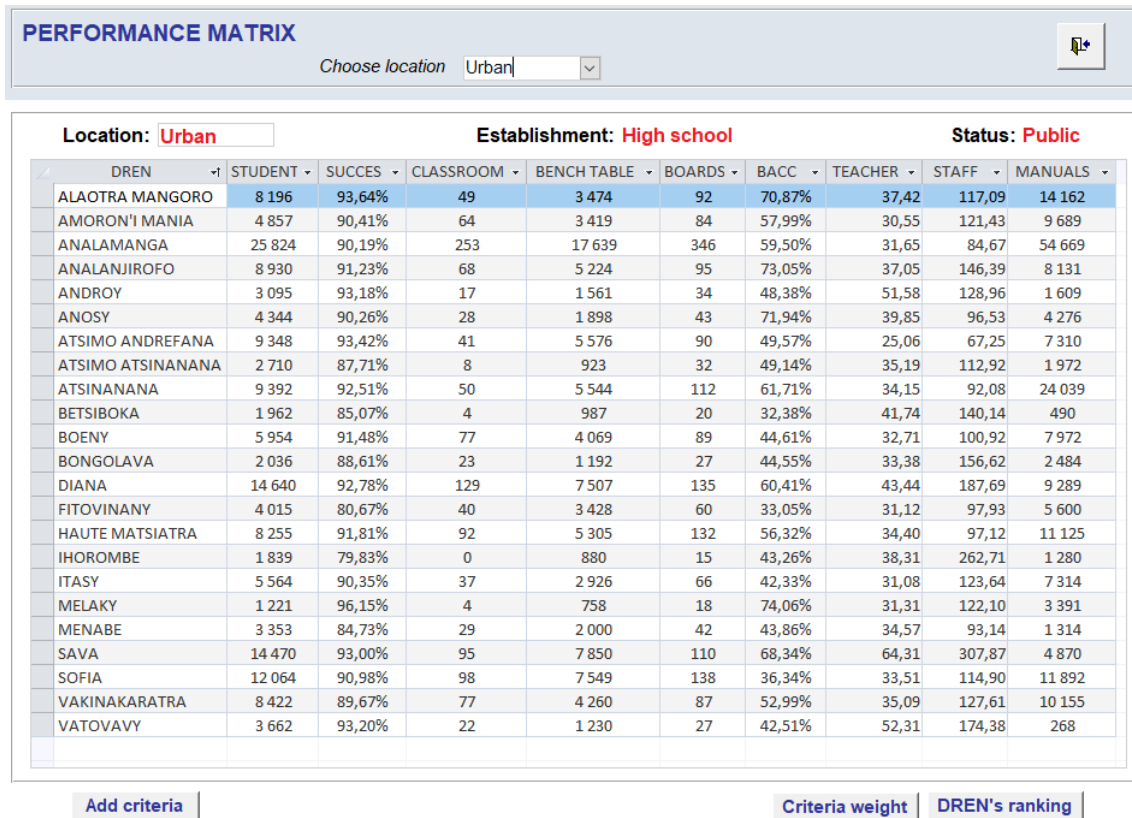 PERFORMANCE MATRIX
Choose location Urban
Location: Urban Establishment: High school Status: Public
DREN STUDENT SUCCES CLASSROOM BENCH TABLE BOARDS BACC TEACHER STAFF MANUALS
ALAOTRA MANGORO 8 196 93,64% 49 3 474 92 70,87% 37,42 117,09 14 162
AMORON'I MANIA 4 857 90,41% 64 3 419 84 57,99% 30,55 121,43 9 689
ANALAMANGA 25 824 90,19% 253 17 639 346 59,50% 31,65 84,67 54 669
ANALANJIROFO 8 930 91,23% 68 5 224 95 73,05% 37,05 146,39 8 131
ANDROY 3 095 93,18% 17 1 561 34 48,38% 51,58 128,96 1 609
ANOSY 4 344 90,26% 28 1 898 43 71,94% 39,85 96,53 4 276
ATSIMO ANDREFANA 9 348 93,42% 41 5 576 90 49,57% 25,06 67,25 7 310
ATSIMO ATSINANANA 2 710 87,71% 8 923 32 49,14% 35,19 112,92 1 972
ATSINANANA 9 392 92,51% 50 5 544 112 61,71% 34,15 92,08 24 039
BETSIBOKA 1 962 85,07% 4 987 20 32,38% 41,74 140,14 490
BOENY 5 954 91,48% 77 4 069 89 44,61% 32,71 100,92 7 972
BONGOLAVA 2 036 88,61% 23 1 192 27 44,55% 33,38 156,62 2 484
DIANA 14 640 92,78% 129 7 507 135 60,41% 43,44 187,69 9 289
FITOVINANY 4 015 80,67% 40 3 428 60 33,05% 31,12 97,93 5 600
HAUTE MATSIATRA 8 255 91,81% 92 5 305 132 56,32% 34,40 97,12 11 125
IHOROMBE 1 839 79,83% 0 880 15 43,26% 38,31 262,71 1 280
ITASY 5 564 90,35% 37 2 926 66 42,33% 31,08 123,64 7 314
MELAKY 1 221 96,15% 4 758 18 74,06% 31,31 122,10 3 391
MENABE 3 353 84,73% 29 2 000 42 43,86% 34,57 93,14 1 314
SAVA 14 470 93,00% 95 7 850 110 68,34% 64,31 307,87 4 870
SOFIA 12 064 90,98% 98 7 549 138 36,34% 33,51 114,90 11 892
VAKINAKARATRA 8 422 89,67% 77 4 260 87 52,99% 35,09 127,61 10 155
VATOVAVY 3 662 93,20% 22 1 230 27 42,51% 52,31 174,38 268
Add criteria Criteria weight DREN's ranking